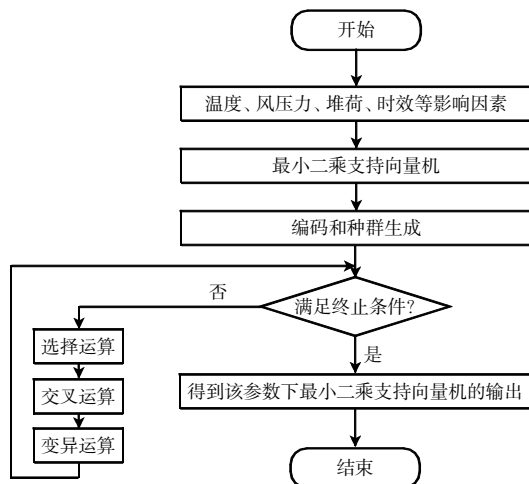 开始
温度、风压力、堆荷、时效等影响因素
最小二乘支持向量机
编码和种群生成
满足终止条件?
否
是
选择运算
交叉运算
变异运算
得到该参数下最小二乘支持向量机的输出
结束